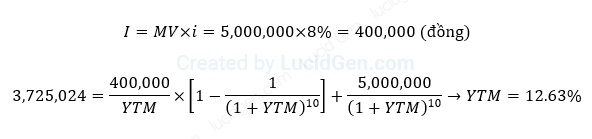 I = MV×i = 5,000,000×8% = 400,000 (đồng)
Created by LucidGen.com
3,725,024 = 400,000/YTM × [1 − 1/(1 + YTM)^10] + 5,000,000/(1 + YTM)^10 → YTM = 12.63%